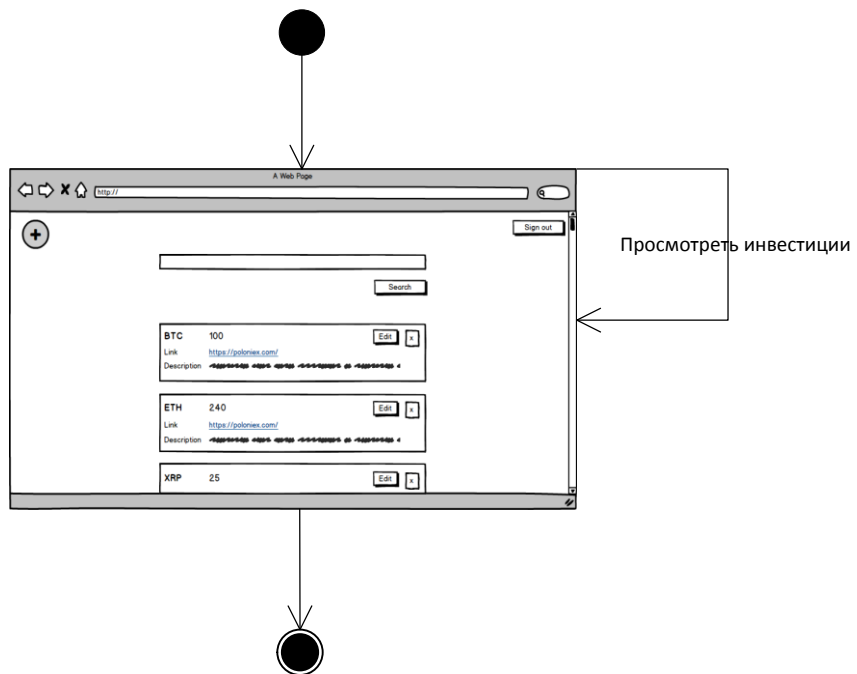 A Web Page
http://
+
Sign out
Просмотреть инвестиции
Search
BTC 100 Edit x
Link https://poloniex.com/
Description
ETH 240 Edit x
Link https://poloniex.com/
Description
XRP 25 Edit x